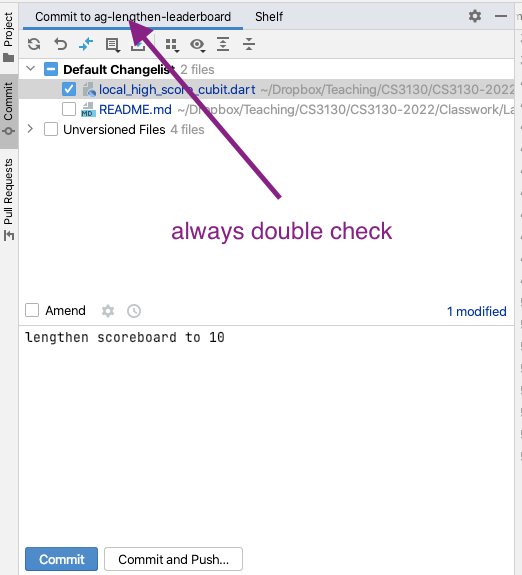 Commit to ag-lengthen-leaderboard Shelf
Project
Commit
Pull Requests
Default Changelist 2 files
local_high_score_cubit.dart ~/Dropbox/Teaching/CS3130/CS3130-2022
MD README.md ~/Dropbox/Teaching/CS3130/CS3130-2022/Classwork/La
Unversioned Files 4 files
always double check
Amend 1 modified
lengthen scoreboard to 10
Commit Commit and Push...